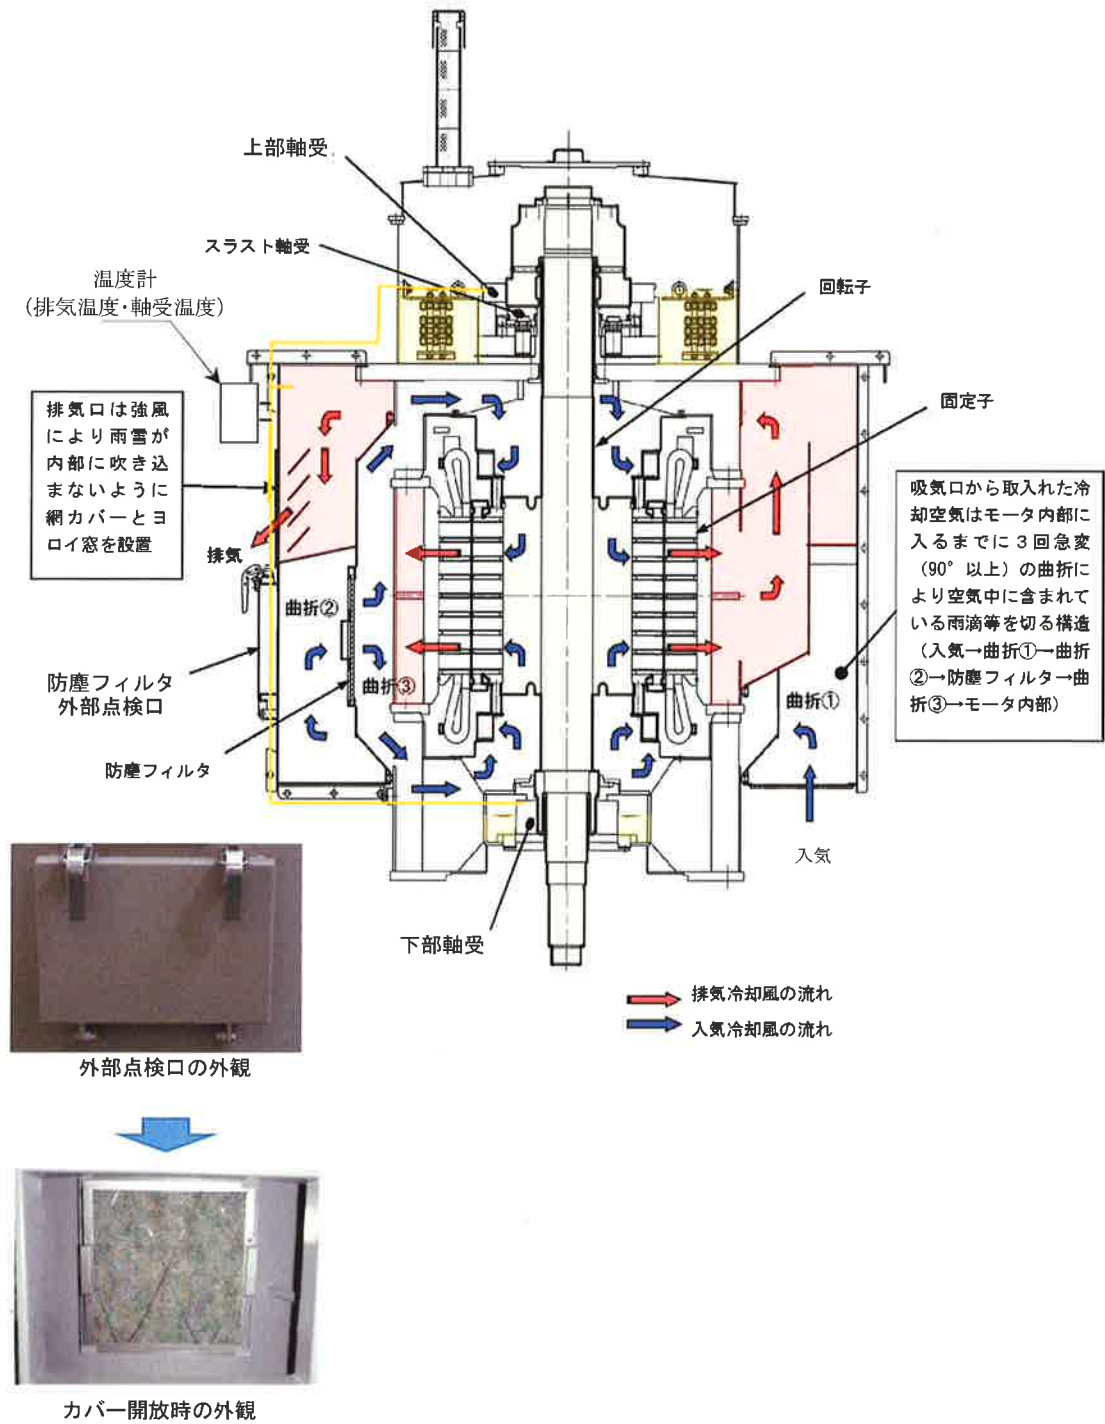 上部軸受
スラスト軸受
温度計
(排気温度・軸受温度)
回転子
固定子
排気口は強風
により雨雪が
内部に吹き込
まないように
網カバーとヨ
ロイ窓を設置
吸気口から取入れた冷
却空気はモータ内部に
入るまでに3回急変
(90°以上)の曲折に
より空気中に含まれて
いる雨滴等を切る構造
(入気→曲折①→曲折
②→防塵フィルタ→曲
折③→モータ内部)
排気
曲折②
防塵フィルタ
外部点検口
曲折③
曲折①
防塵フィルタ
入気
下部軸受
排気冷却風の流れ
入気冷却風の流れ
外部点検口の外観
カバー開放時の外観